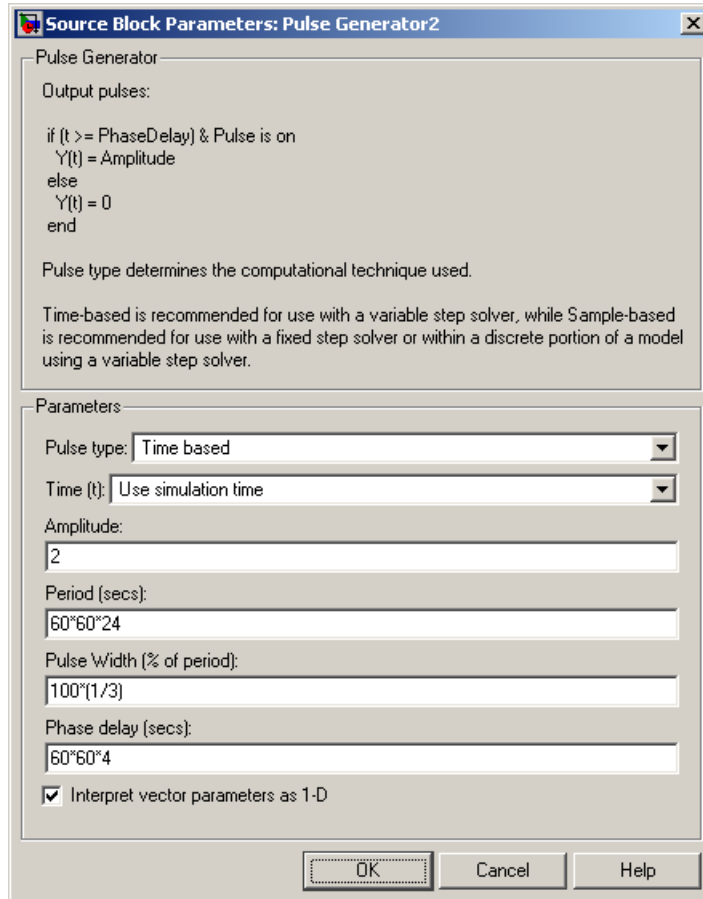 Source Block Parameters: Pulse Generator2
Pulse Generator
Output pulses:
if (t >= PhaseDelay) & Pulse is on
Y(t) = Amplitude
else
Y(t) = 0
end
Pulse type determines the computational technique used.
Time-based is recommended for use with a variable step solver, while Sample-based
is recommended for use with a fixed step solver or within a discrete portion of a model
using a variable step solver.
Parameters
Pulse type: Time based
Time (t): Use simulation time
Amplitude:
2
Period (secs):
60*60*24
Pulse Width (% of period):
100*(1/3)
Phase delay (secs):
60*60*4
Interpret vector parameters as 1-D
OK Cancel Help